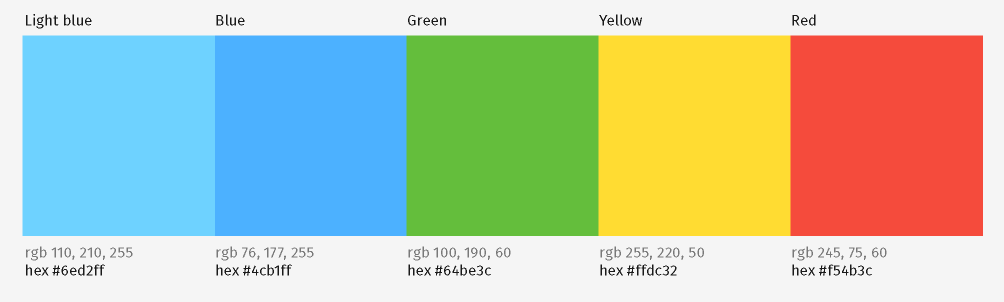 Light blue
Blue
Green
Yellow
Red
rgb 110, 210, 255
hex #6ed2ff
rgb 76, 177, 255
hex #4cb1ff
rgb 100, 190, 60
hex #64be3c
rgb 255, 220, 50
hex #ffdc32
rgb 245, 75, 60
hex #f54b3c